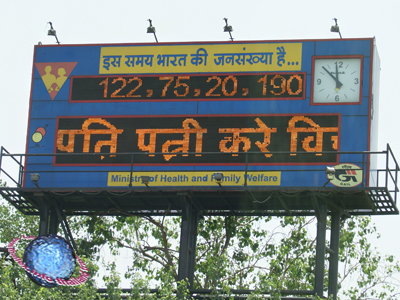 इस समय भारत की जनसंख्या है...
122,75,20,190
पति पत्नी करे
Ministry of Health and Family Welfare